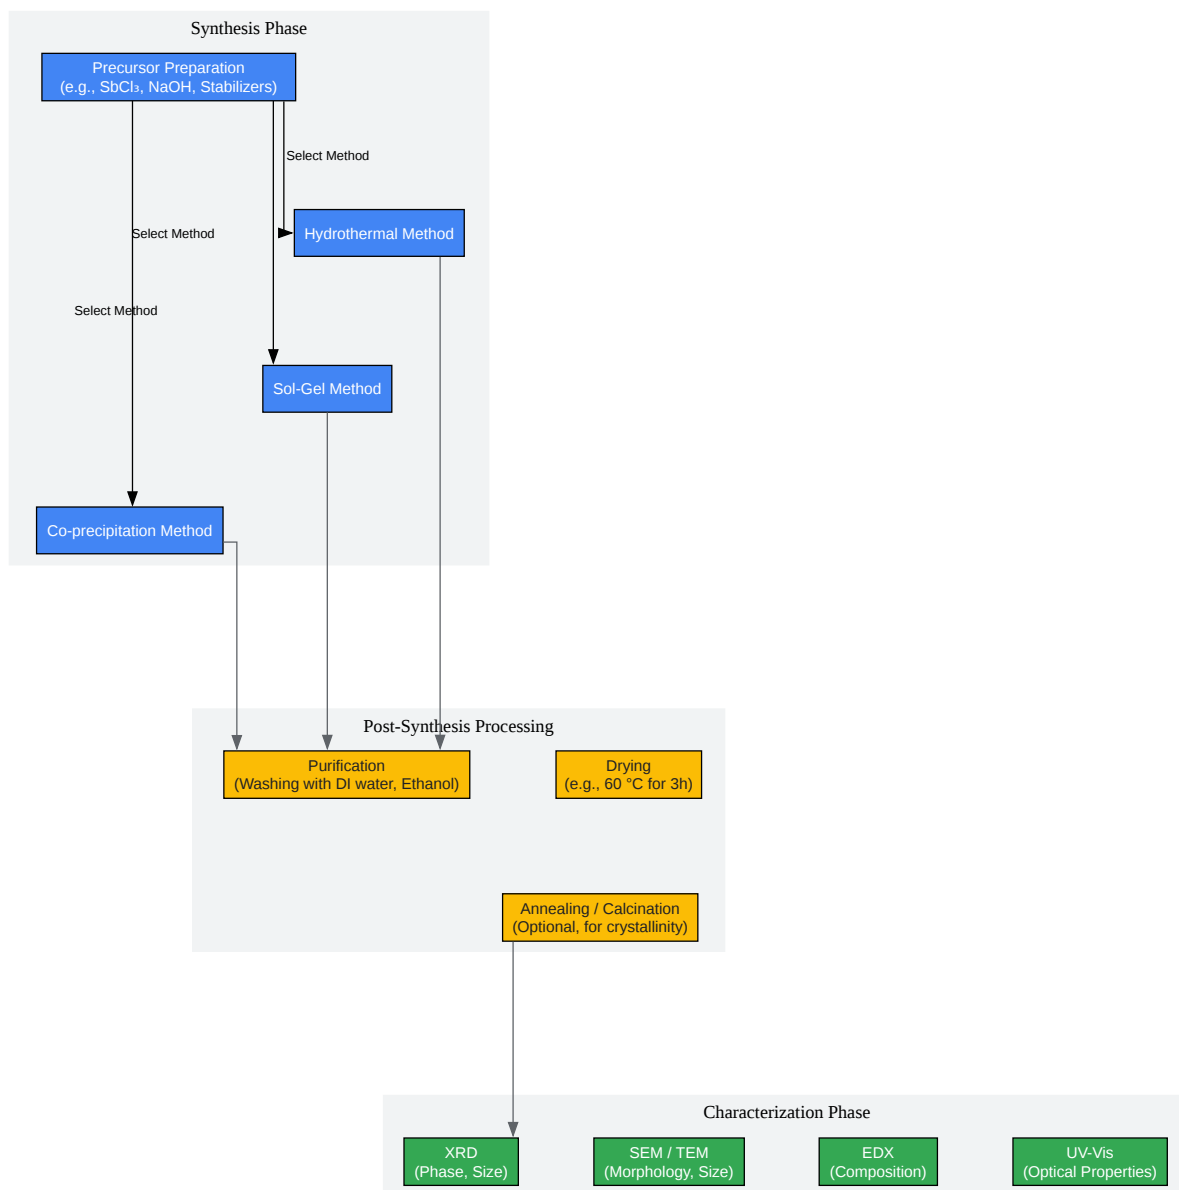 Synthesis Phase
Precursor Preparation
(e.g., SbCl₃, NaOH, Stabilizers)
Select Method
Select Method
Hydrothermal Method
Select Method
Sol-Gel Method
Co-precipitation Method
Post-Synthesis Processing
Purification
(Washing with DI water, Ethanol)
Drying
(e.g., 60 °C for 3h)
Annealing / Calcination
(Optional, for crystallinity)
Characterization Phase
XRD
(Phase, Size)
SEM / TEM
(Morphology, Size)
EDX
(Composition)
UV-Vis
(Optical Properties)